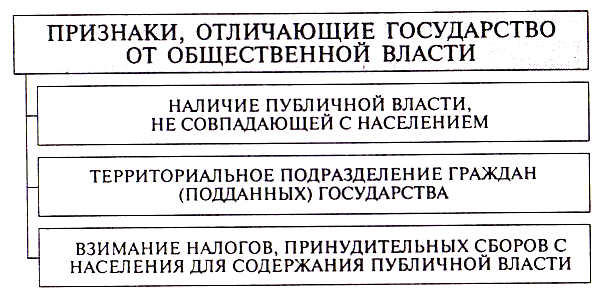 ПРИЗНАКИ, ОТЛИЧАЮЩИЕ ГОСУДАРСТВО
ОТ ОБЩЕСТВЕННОЙ ВЛАСТИ
НАЛИЧИЕ ПУБЛИЧНОЙ ВЛАСТИ,
НЕ СОВПАДАЮЩЕЙ С НАСЕЛЕНИЕМ
ТЕРРИТОРИАЛЬНОЕ ПОДРАЗДЕЛЕНИЕ ГРАЖДАН
(ПОДДАННЫХ) ГОСУДАРСТВА
ВЗИМАНИЕ НАЛОГОВ, ПРИНУДИТЕЛЬНЫХ СБОРОВ С
НАСЕЛЕНИЯ ДЛЯ СОДЕРЖАНИЯ ПУБЛИЧНОЙ ВЛАСТИ